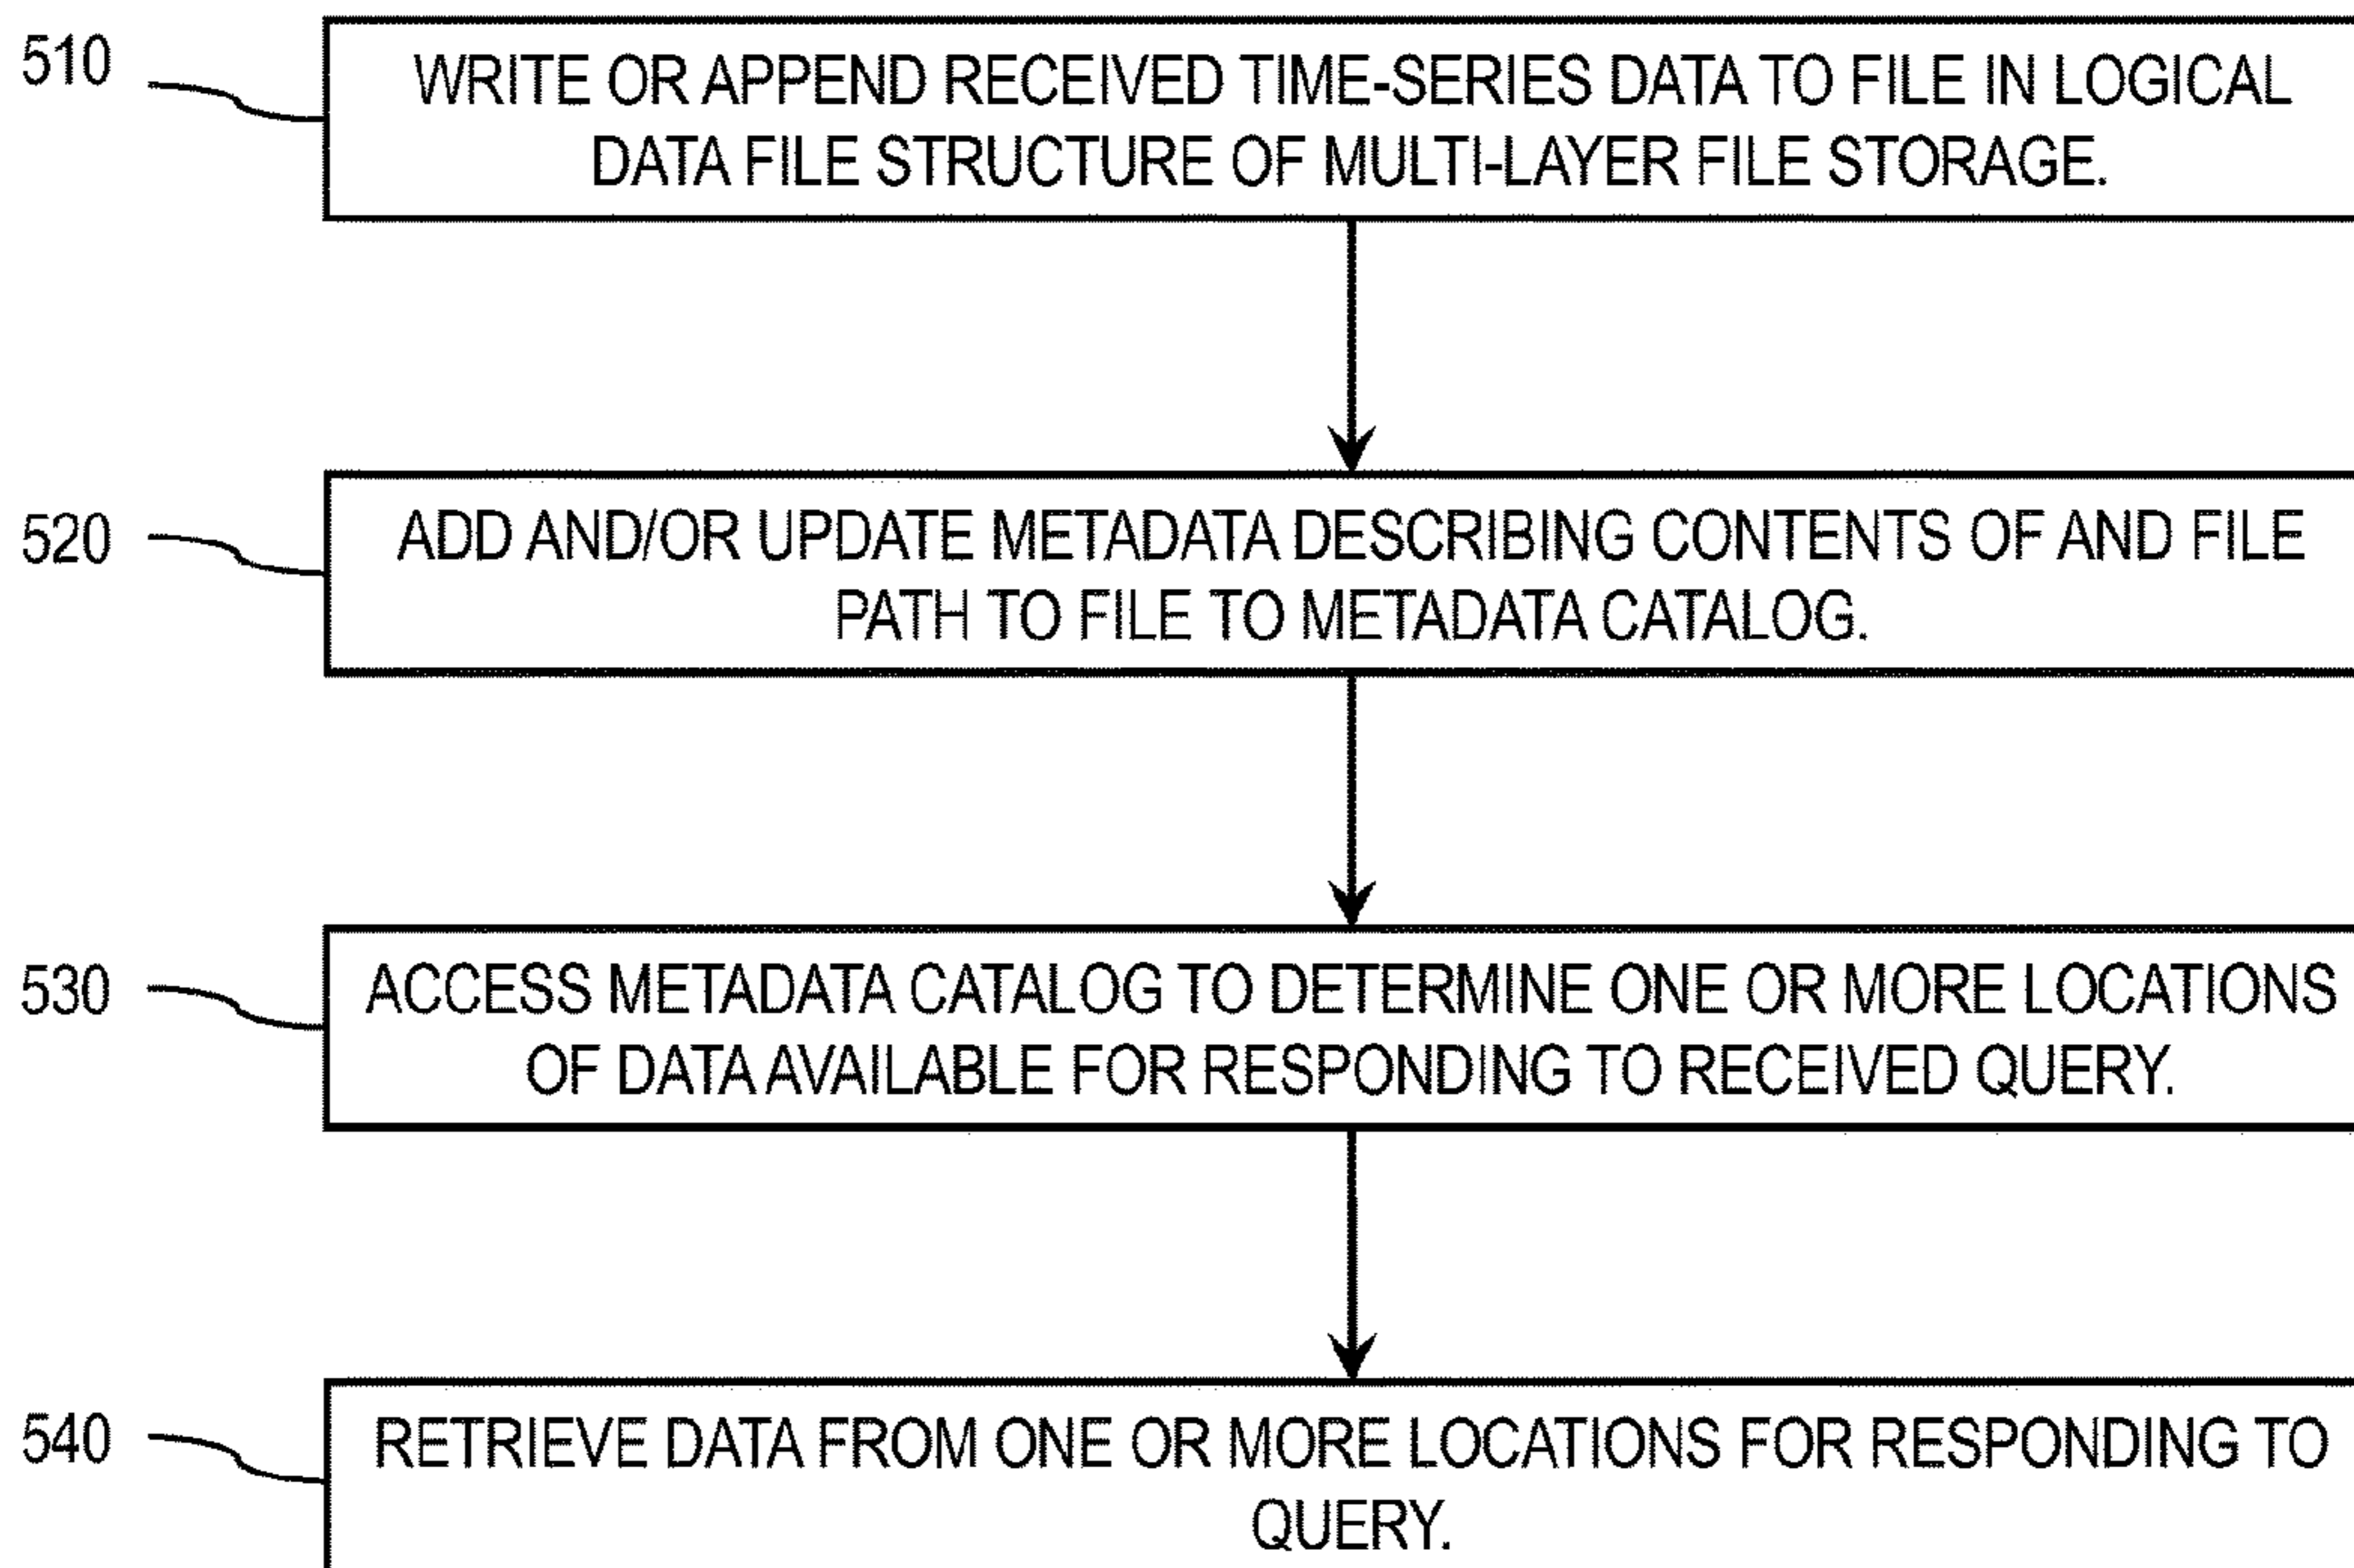 510
WRITE OR APPEND RECEIVED TIME-SERIES DATA TO FILE IN LOGICAL
DATA FILE STRUCTURE OF MULTI-LAYER FILE STORAGE.
520
ADD AND/OR UPDATE METADATA DESCRIBING CONTENTS OF AND FILE
PATH TO FILE TO METADATA CATALOG.
530
ACCESS METADATA CATALOG TO DETERMINE ONE OR MORE LOCATIONS
OF DATA AVAILABLE FOR RESPONDING TO RECEIVED QUERY.
540
RETRIEVE DATA FROM ONE OR MORE LOCATIONS FOR RESPONDING TO
QUERY.